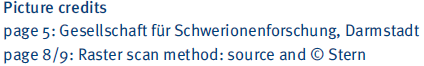 Picture credits
page 5: Gesellschaft für Schwerionenforschung, Darmstadt
page 8/9: Raster scan method: source and © Stern